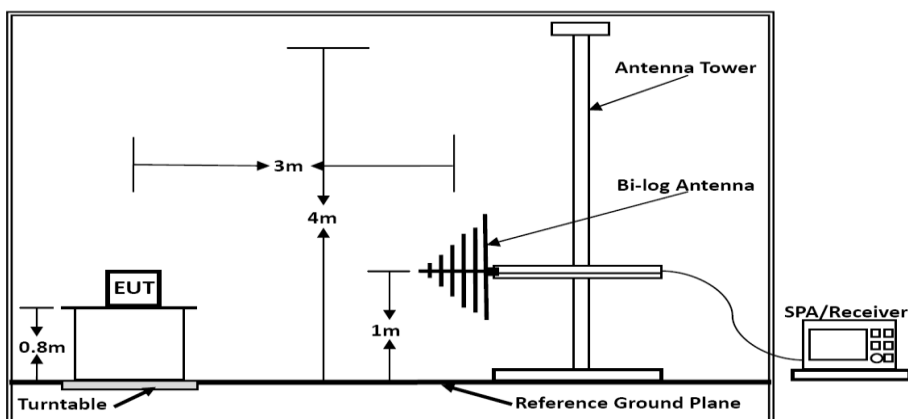 Antenna Tower
3m
Bi-log Antenna
4m
EUT
SPA/Receiver
0.8m
1m
Turntable
Reference Ground Plane